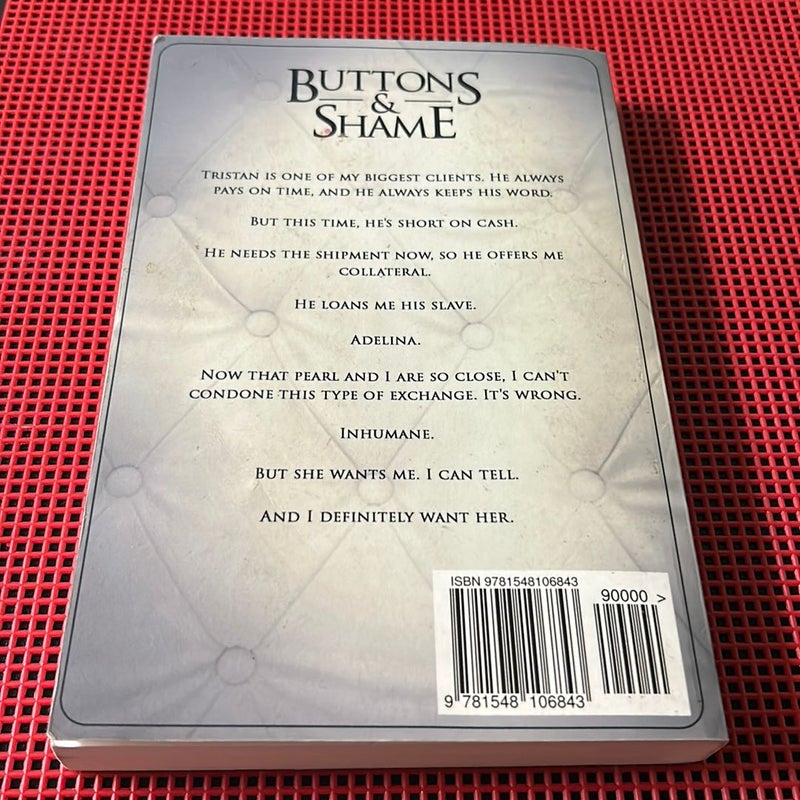 BUTTONS
&
SHAME
TRISTAN IS ONE OF MY BIGGEST CLIENTS. HE ALWAYS
PAYS ON TIME, AND HE ALWAYS KEEPS HIS WORD.
BUT THIS TIME, HE'S SHORT ON CASH.
HE NEEDS THE SHIPMENT NOW, SO HE OFFERS ME
COLLATERAL.
HE LOANS ME HIS SLAVE.
ADELINA.
NOW THAT PEARL AND I ARE SO CLOSE, I CAN'T
CONDONE THIS TYPE OF EXCHANGE. IT'S WRONG.
INHUMANE.
BUT SHE WANTS ME. I CAN TELL.
AND I DEFINITELY WANT HER.
ISBN 9781548106843
90000 >
9 781548 106843